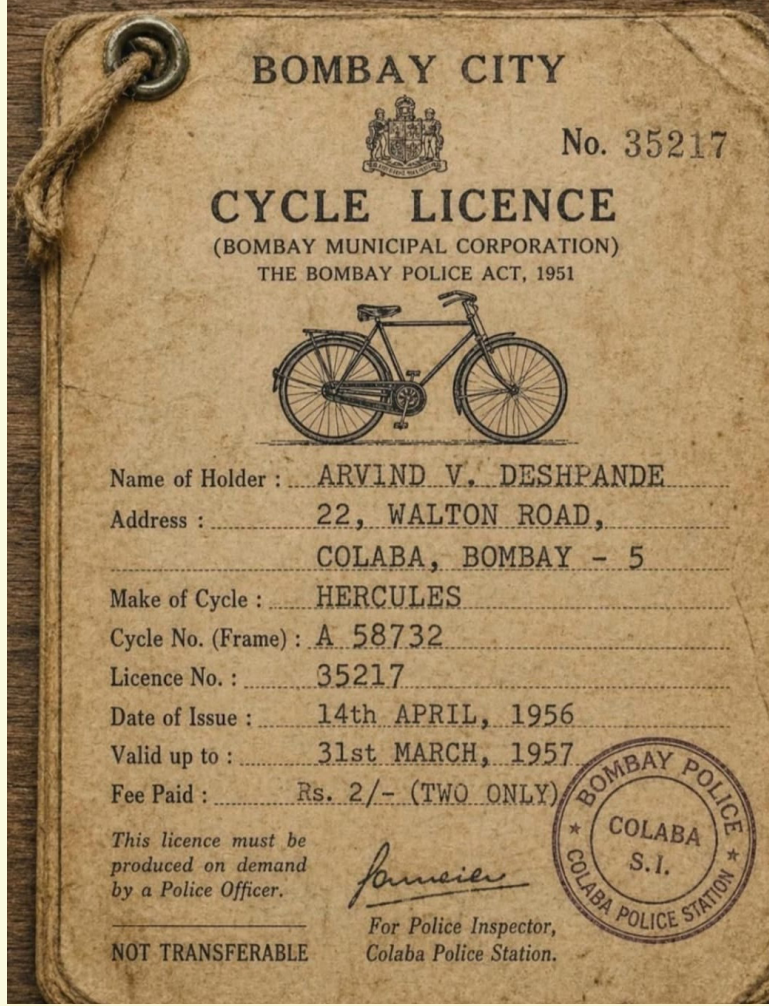 BOMBAY CITY
No. 35217
CYCLE LICENCE
(BOMBAY MUNICIPAL CORPORATION)
THE BOMBAY POLICE ACT, 1951
Name of Holder : ARVIND V. DESHPANDE
Address : 22, WALTON ROAD,
COLABA, BOMBAY - 5
Make of Cycle : HERCULES
Cycle No. (Frame) : A 58732
Licence No. : 35217
Date of Issue : 14th APRIL, 1956
Valid up to : 31st MARCH, 1957
Fee Paid : Rs. 2/- (TWO ONLY)
This licence must be
produced on demand
by a Police Officer.
NOT TRANSFERABLE
For Police Inspector,
Colaba Police Station.
BOMBAY POLICE
COLABA
S.I.
COLABA POLICE STATION